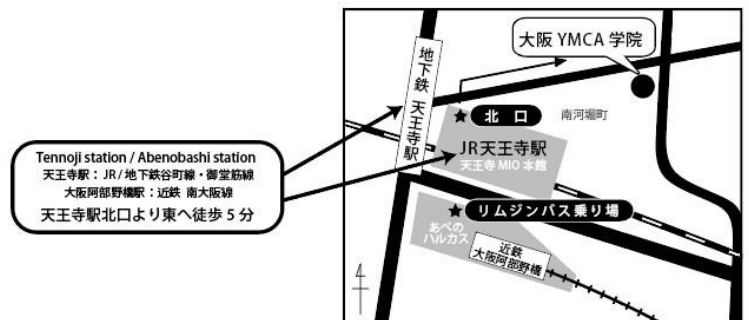 大阪 YMCA 学院
地下鉄 天王寺駅
北口
南河堀町
JR天王寺駅
天王寺 MIO 本館
Tennoji station / Abenobashi station
天王寺駅：JR/地下鉄谷町線・御堂筋線
大阪阿部野橋駅：近鉄 南大阪線
天王寺駅北口より東へ徒歩 5 分
リムジンバス乗り場
あべの
ハルカス
近鉄
大阪阿部野橋